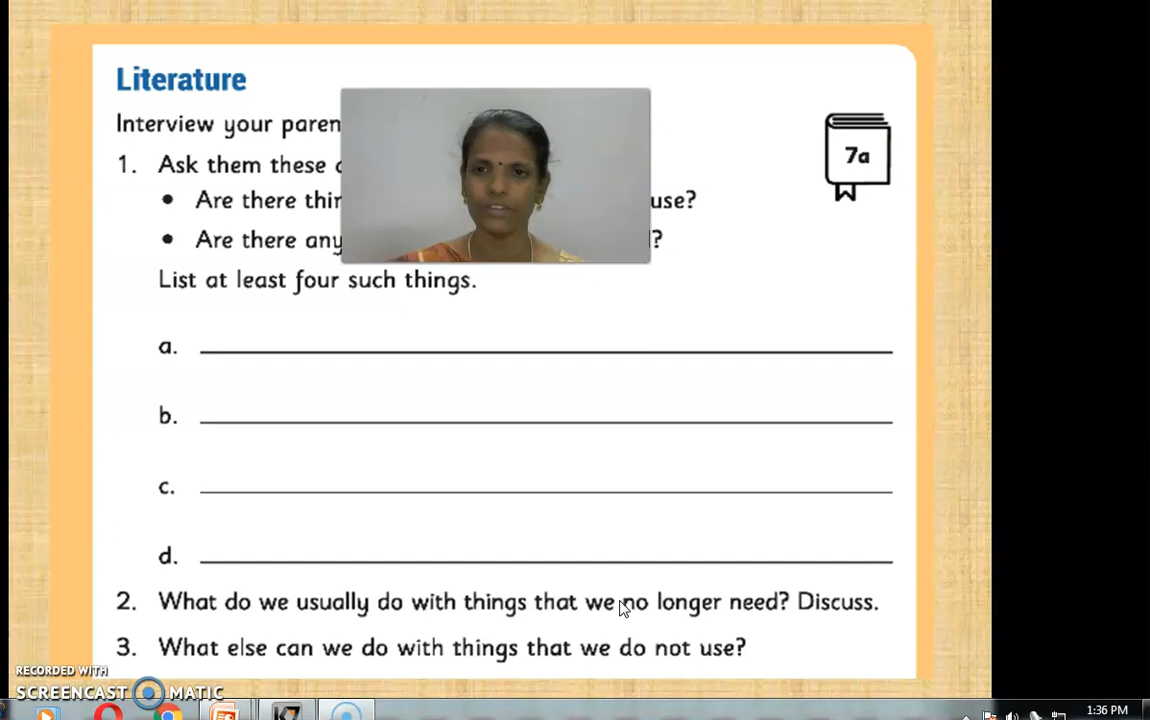 Literature
Interview your paren
1. Ask them these
• Are there thin use?
• Are there any ?
List at least four such things.
a.
b.
c.
d.
2. What do we usually do with things that we no longer need? Discuss.
3. What else can we do with things that we do not use?
7a
RECORDED WITH
SCREENCAST MATIC
1:36 PM